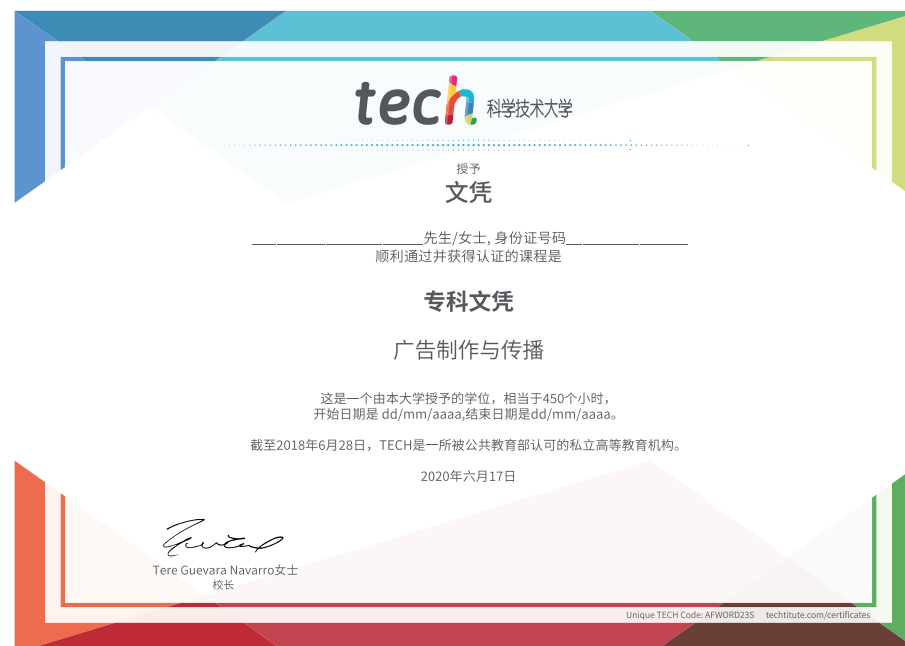 tech 科学技术大学
授予
文凭
______________________先生/女士, 身份证号码_______________
顺利通过并获得认证的课程是
专科文凭
广告制作与传播
这是一个由本大学授予的学位，相当于450个小时，
开始日期是 dd/mm/aaaa,结束日期是dd/mm/aaaa。
截至2018年6月28日，TECH是一所被公共教育部认可的私立高等教育机构。
2020年六月17日
Tere Guevara Navarro女士
校长
Unique TECH Code: AFWORD23S techtitute.com/certificates